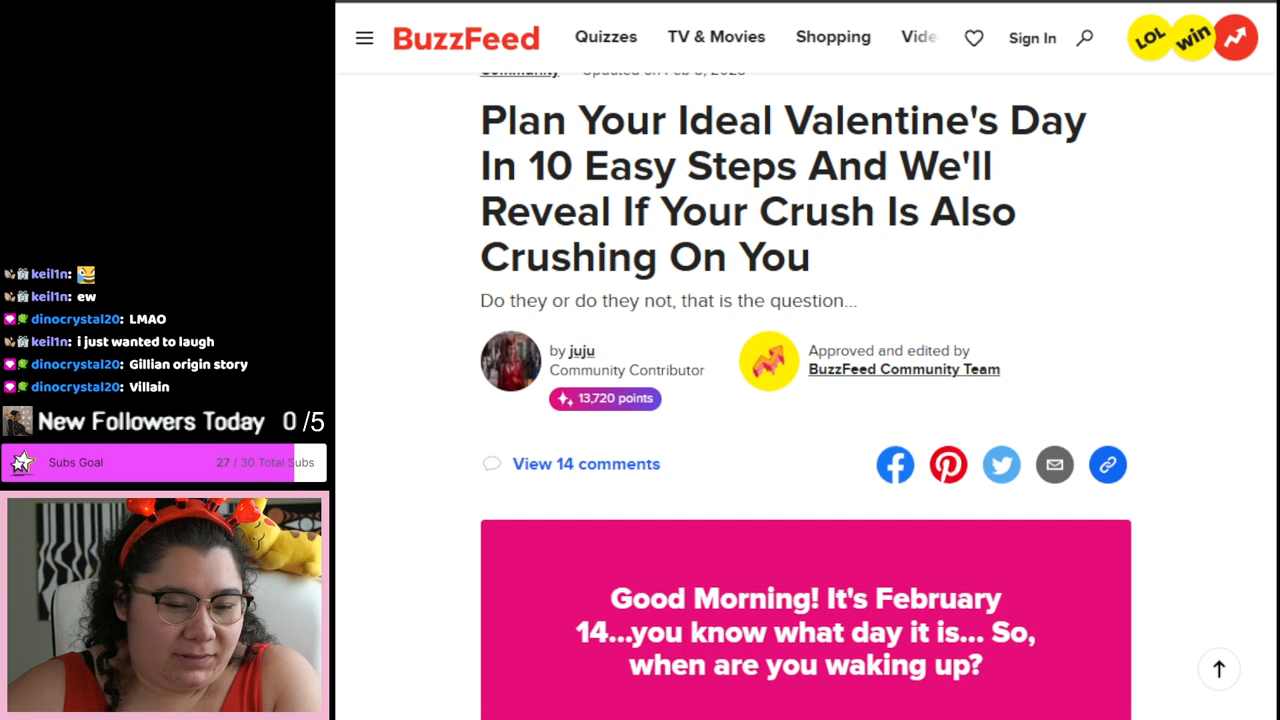 keil1n:
keil1n: ew
dinocrystal20: LMAO
keil1n: i just wanted to laugh
dinocrystal20: Gillian origin story
dinocrystal20: Villain
New Followers Today 0 /5
Subs Goal 27 / 30 Total Subs
BuzzFeed Quizzes TV & Movies Shopping Vide Sign In LOL win
Community Updated on Feb
Plan Your Ideal Valentine's Day
In 10 Easy Steps And We'll
Reveal If Your Crush Is Also
Crushing On You
Do they or do they not, that is the question...
by juju
Community Contributor
13,720 points
Approved and edited by
BuzzFeed Community Team
View 14 comments
Good Morning! It's February
14...you know what day it is... So,
when are you waking up?